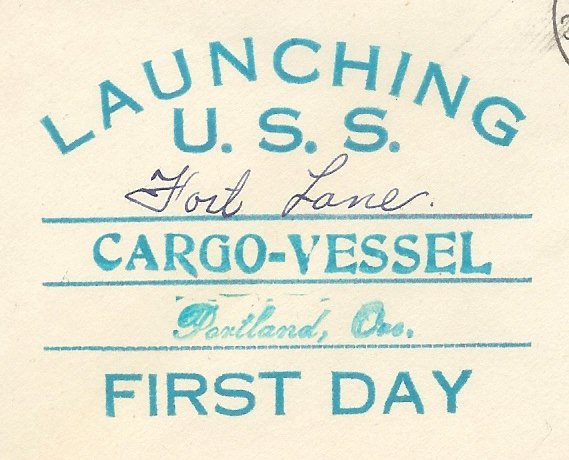 LAUNCHING
U. S. S.
Fort Lane.
CARGO-VESSEL
Portland, Ore.
FIRST DAY